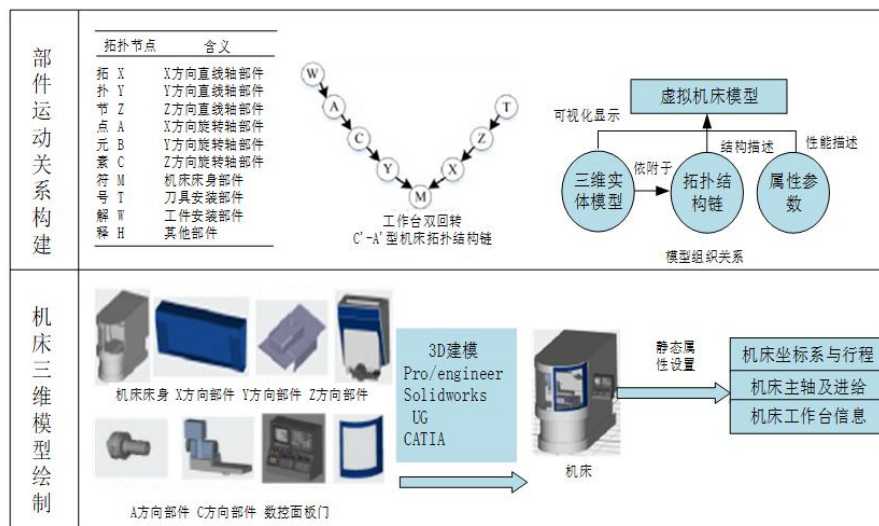 部件运动关系构建
拓扑节点 含义
拓 X X方向直线轴部件
扑 Y Y方向直线轴部件
节 Z Z方向直线轴部件
点 A X方向旋转轴部件
元 B Y方向旋转轴部件
素 C Z方向旋转轴部件
符 M 机床床身部件
号 T 刀具安装部件
解 W 工件安装部件
释 H 其他部件
W
A
C
Y
M
X
Z
T
工作台双回转
C'-A'型机床拓扑结构链
虚拟机床模型
可视化显示
结构描述
性能描述
三维实体模型
依附于
拓扑结构链
属性参数
模型组织关系
机床三维模型绘制
机床床身 X方向部件 Y方向部件 Z方向部件
A方向部件 C方向部件 数控面板门
3D建模
Pro/engineer
Solidworks
UG
CATIA
机床
静态属
性设置
机床坐标系与行程
机床主轴及进给
机床工作台信息